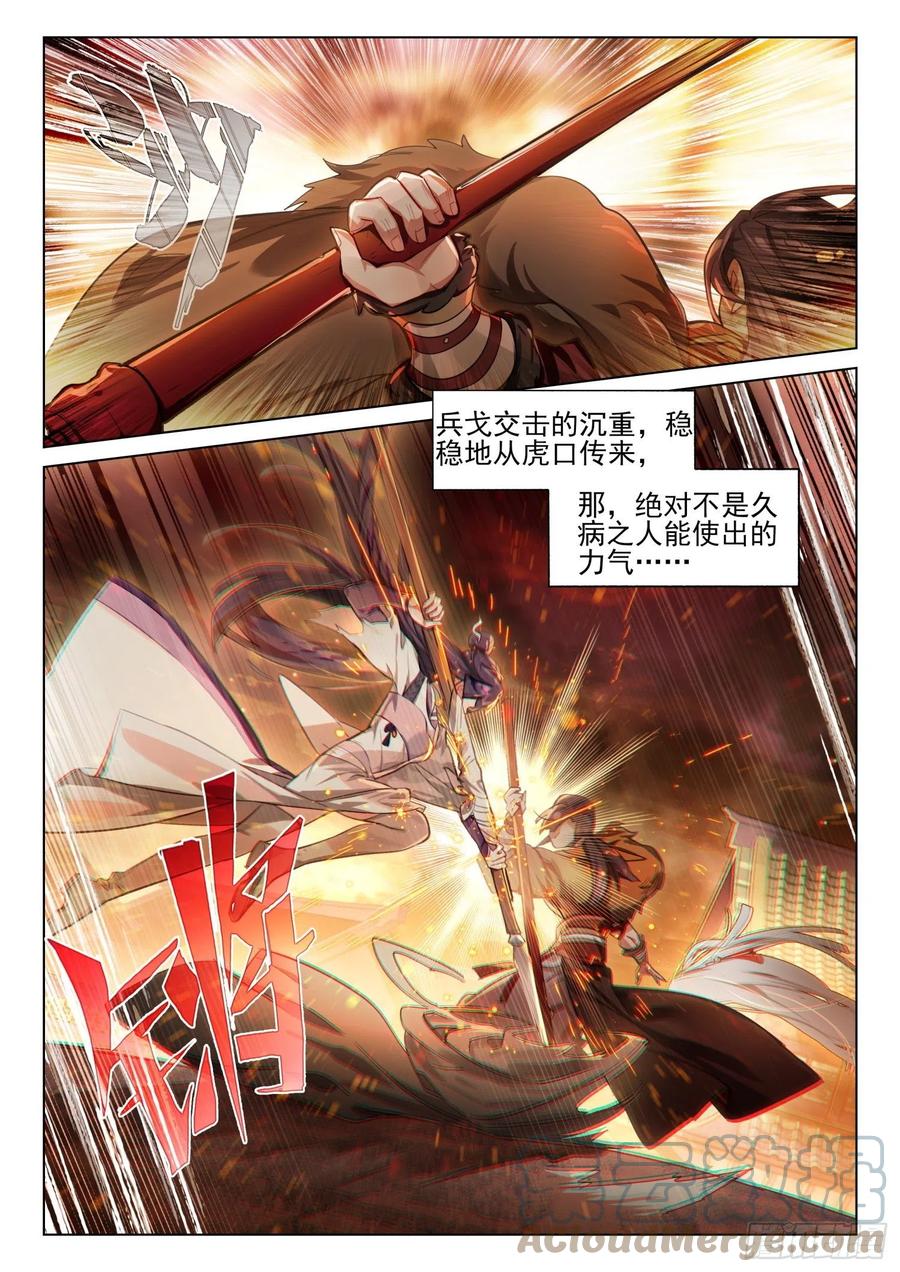 兵戈交击的沉重，稳
稳地从虎口传来，
那，绝对不是久
病之人能使出的
力气……
锵
AcloudMerge.com